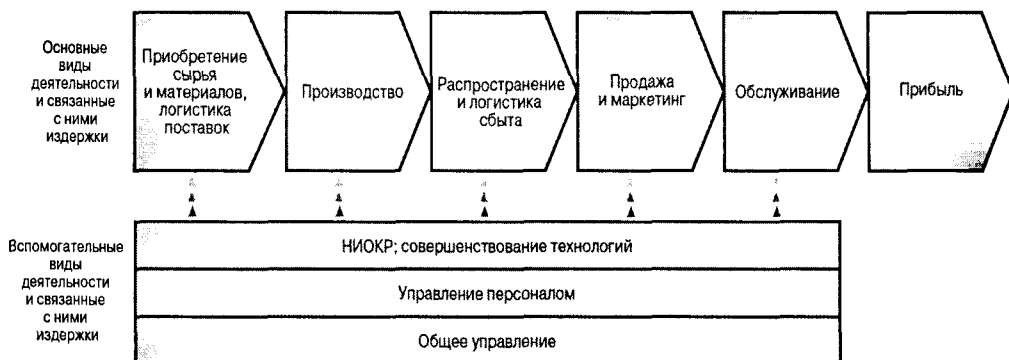 Основные
виды
деятельности
и связанные
с ними
издержки
Приобретение
сырья
и материалов,
логистика
поставок
Производство
Распространение
и логистика
сбыта
Продажа
и маркетинг
Обслуживание
Прибыль
Вспомогательные
виды
деятельности
и связанные
с ними
издержки
НИОКР; совершенствование технологий
Управление персоналом
Общее управление